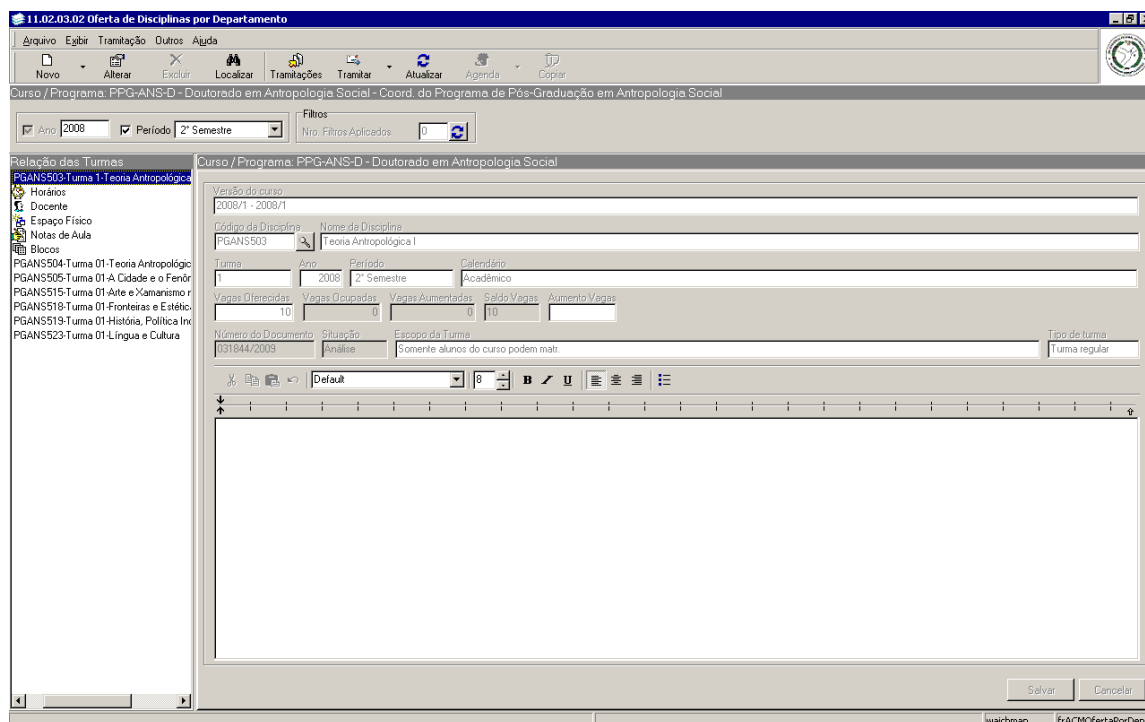 11.02.03.02 Oferta de Disciplinas por Departamento
Arquivo Exibir Tramitação Outros Ajuda
Novo Alterar Excluir Localizar Tramitações Tramitar Atualizar Agenda Copiar
Curso / Programa: PPG-ANS-D - Doutorado em Antropologia Social - Coord. do Programa de Pós-Graduação em Antropologia Social
Filtros
Ano 2008 Período 2º Semestre Nro. Filtros Aplicados 0
Relação das Turmas
Curso / Programa: PPG-ANS-D - Doutorado em Antropologia Social
PGANS503-Turma 1-Teoria Antropológica
Horários
Docente
Espaço Físico
Notas de Aula
Blocos
PGANS504-Turma 01-Teoria Antropológic
PGANS505-Turma 01-A Cidade e o Fenôr
PGANS515-Turma 01-Arte e Xamanismo r
PGANS518-Turma 01-Fronteiras e Estétic
PGANS519-Turma 01-História, Política Inc
PGANS523-Turma 01-Língua e Cultura
Versão do curso
2008/1 - 2008/1
Código da Disciplina Nome da Disciplina
PGANS503 Teoria Antropológica I
Turma Ano Período Calendário
1 2008 2º Semestre Acadêmico
Vagas Oferecidas Vagas Ocupadas Vagas Aumentadas Saldo Vagas Aumento Vagas
10 0 0 10
Número do Documento Situação Escopo da Turma Tipo de turma
031844/2009 Análise Somente alunos do curso podem matr. Turma regular
Default 8 B I U
Salvar Cancelar
waichman frACMOfertaPorDep